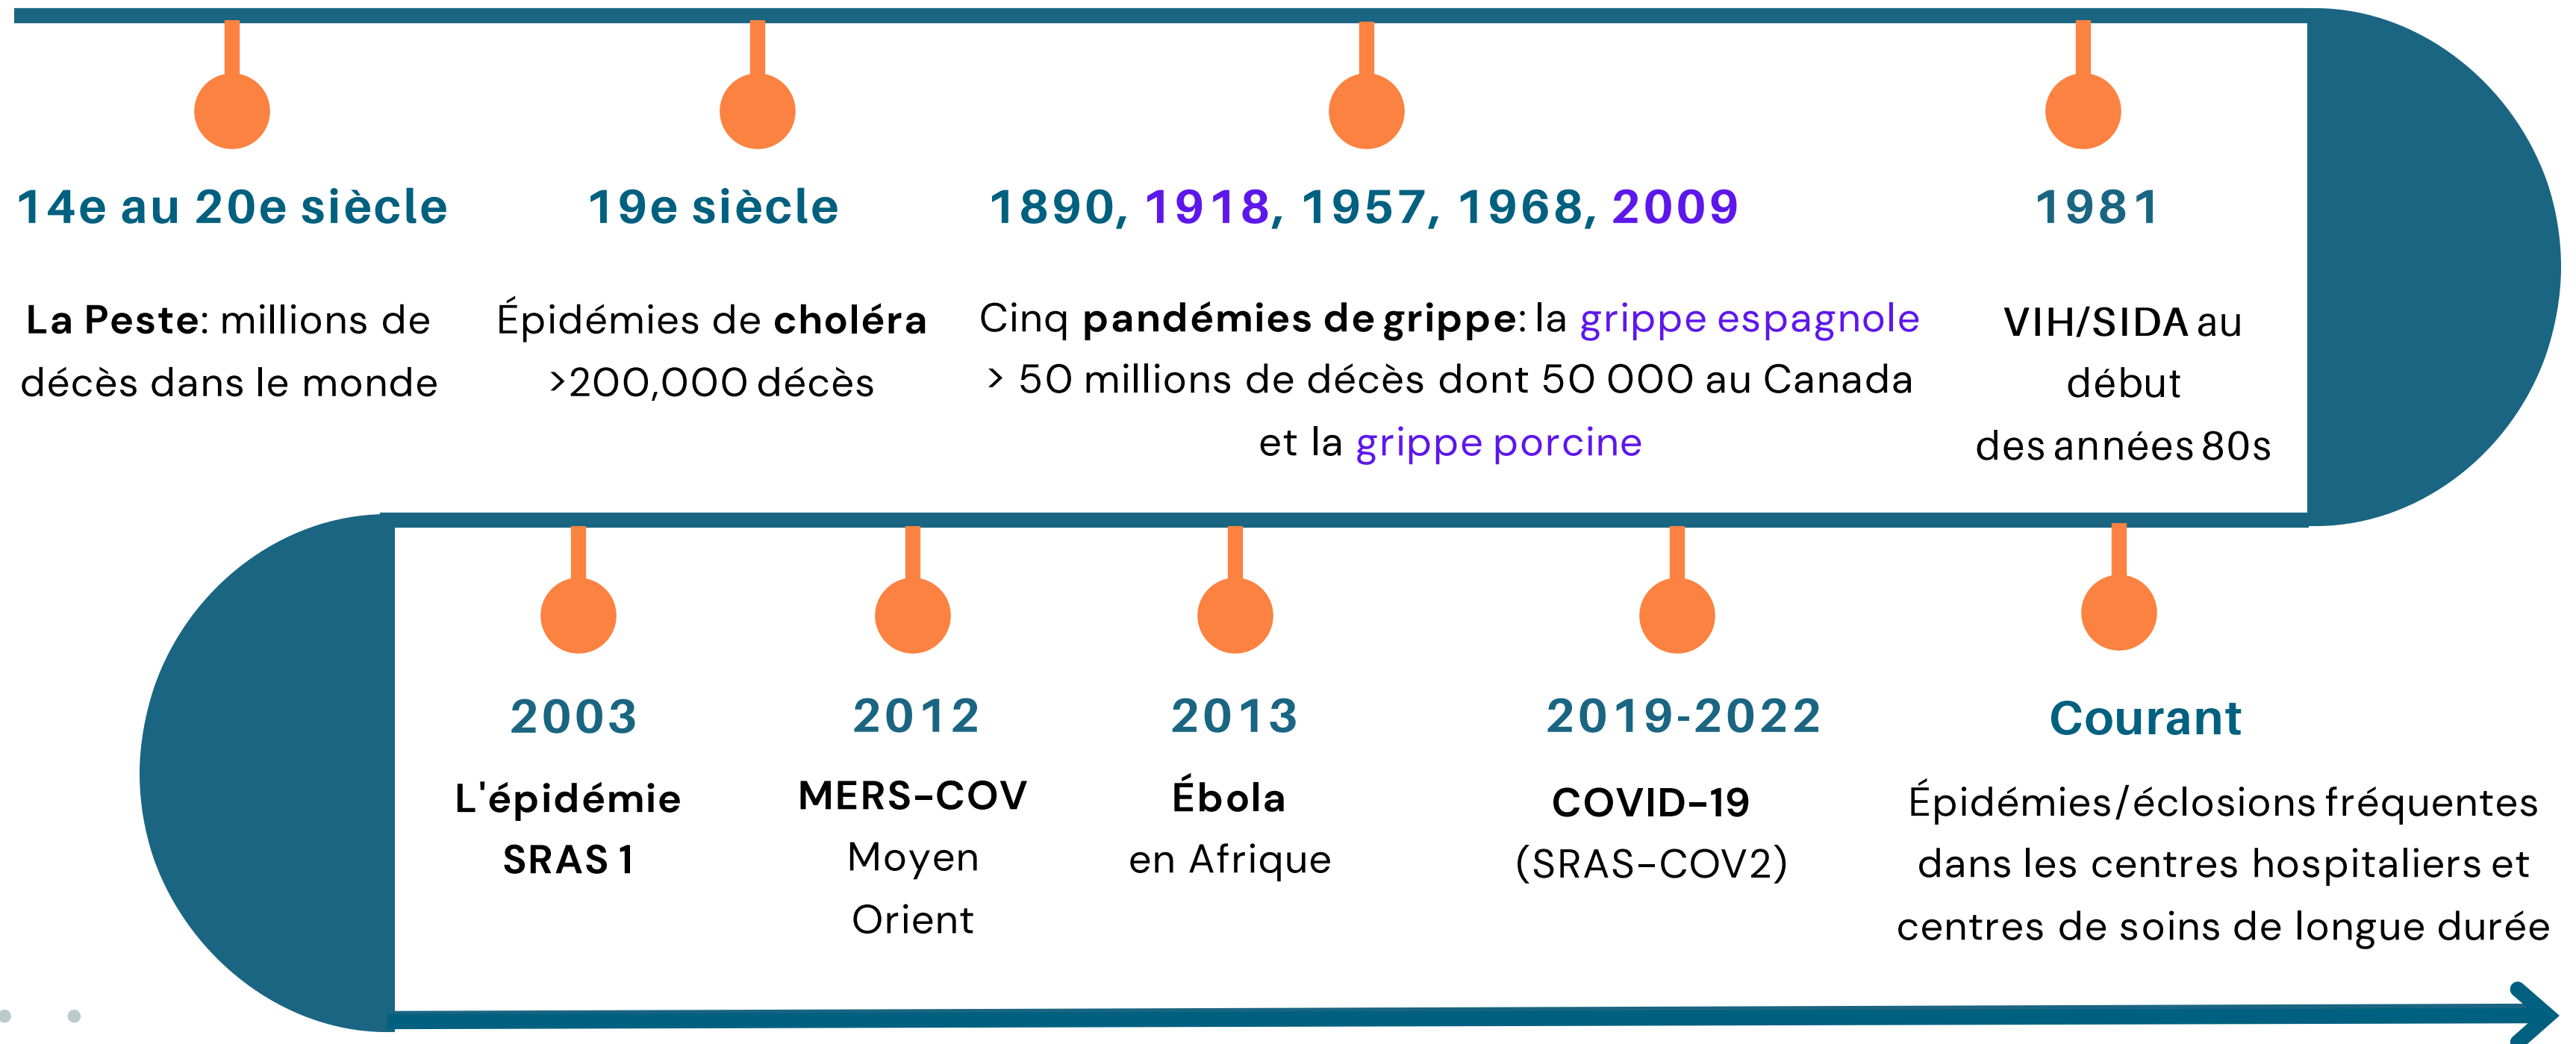 14e au 20e siècle
La Peste: millions de
décès dans le monde
19e siècle
Épidémies de choléra
>200,000 décès
1890, 1918, 1957, 1968, 2009
Cinq pandémies de grippe: la grippe espagnole
> 50 millions de décès dont 50 000 au Canada
et la grippe porcine
1981
VIH/SIDA au
début
des années 80s
2003
L'épidémie
SRAS 1
2012
MERS-COV
Moyen
Orient
2013
Ébola
en Afrique
2019-2022
COVID-19
(SRAS-COV2)
Courant
Épidémies/éclosions fréquentes
dans les centres hospitaliers et
centres de soins de longue durée